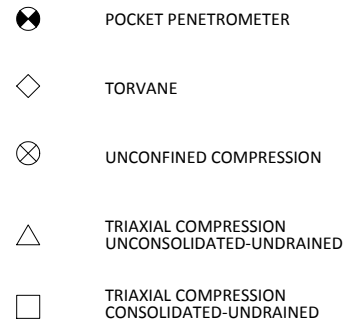 POCKET PENETROMETER
TORVANE
UNCONFINED COMPRESSION
TRIAXIAL COMPRESSION
UNCONSOLIDATED-UNDRAINED
TRIAXIAL COMPRESSION
CONSOLIDATED-UNDRAINED